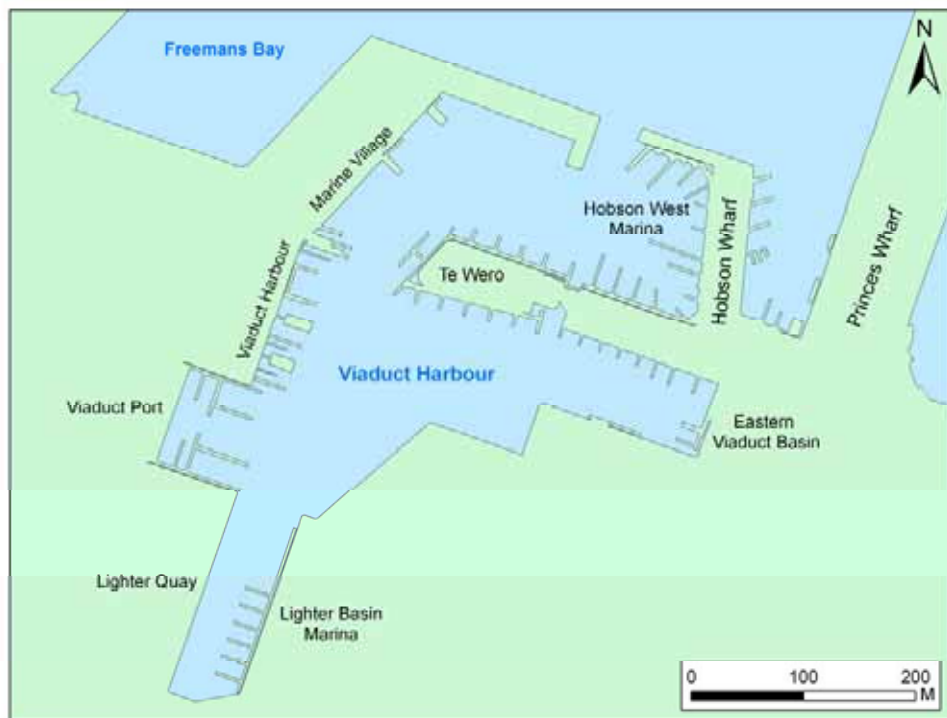 Freemans Bay
N
Marine Village
Hobson West
Marina
Hobson Wharf
Princes Wharf
Te Wero
Viaduct Harbour
Viaduct Harbour
Viaduct Port
Eastern
Viaduct Basin
Lighter Quay
Lighter Basin
Marina
0 100 200
M